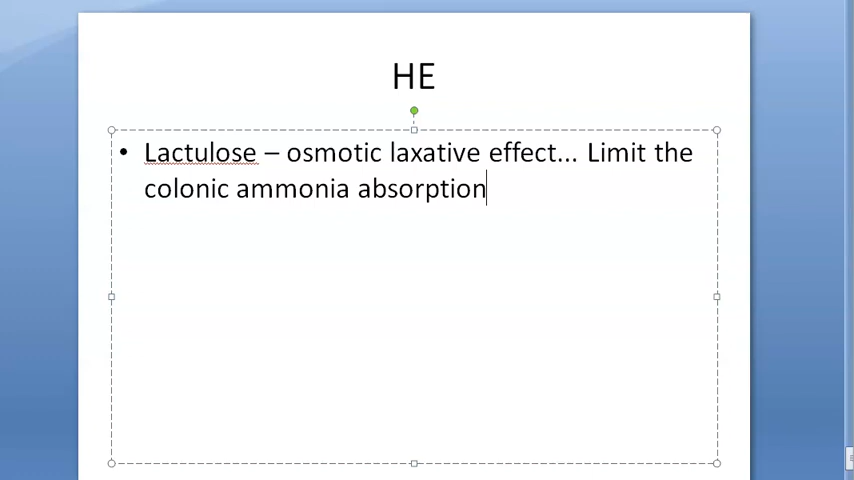 HE
• Lactulose – osmotic laxative effect... Limit the
colonic ammonia absorption